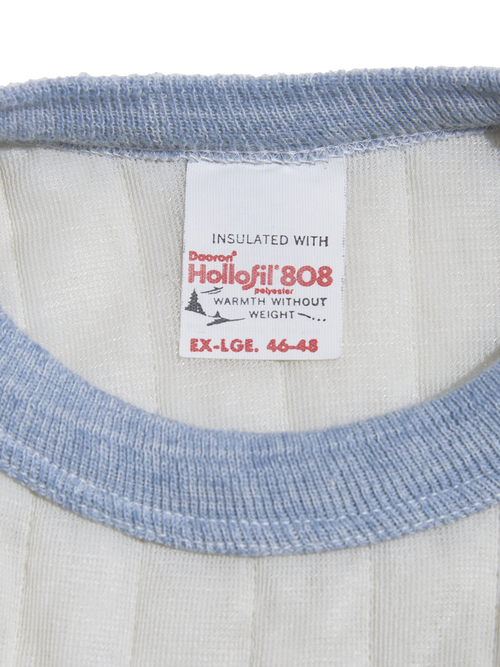 INSULATED WITH
Dacron®
Hollofil® 808
polyester
WARMTH WITHOUT
WEIGHT
EX-LGE. 46-48